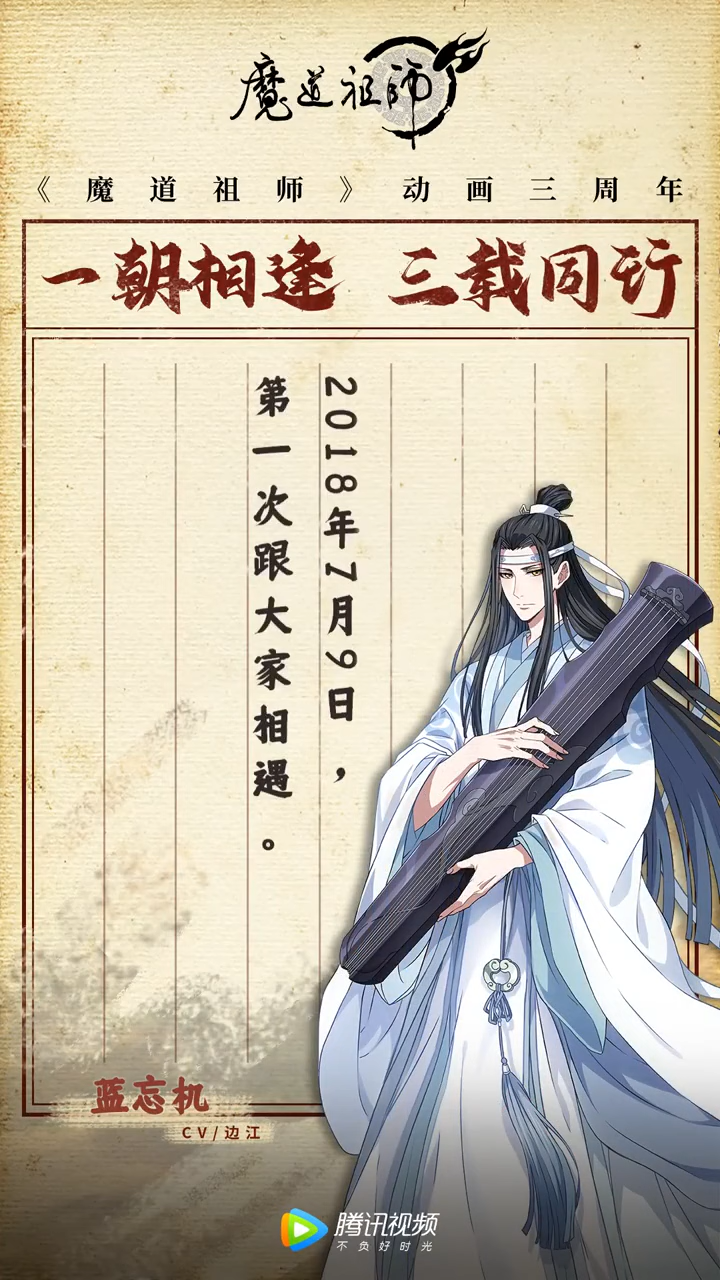 魔道祖师
《魔道祖师》动画三周年
一朝相逢 三载同行
2018年7月9日，
第一次跟大家相遇。
蓝忘机
CV/边江
腾讯视频
不负好时光